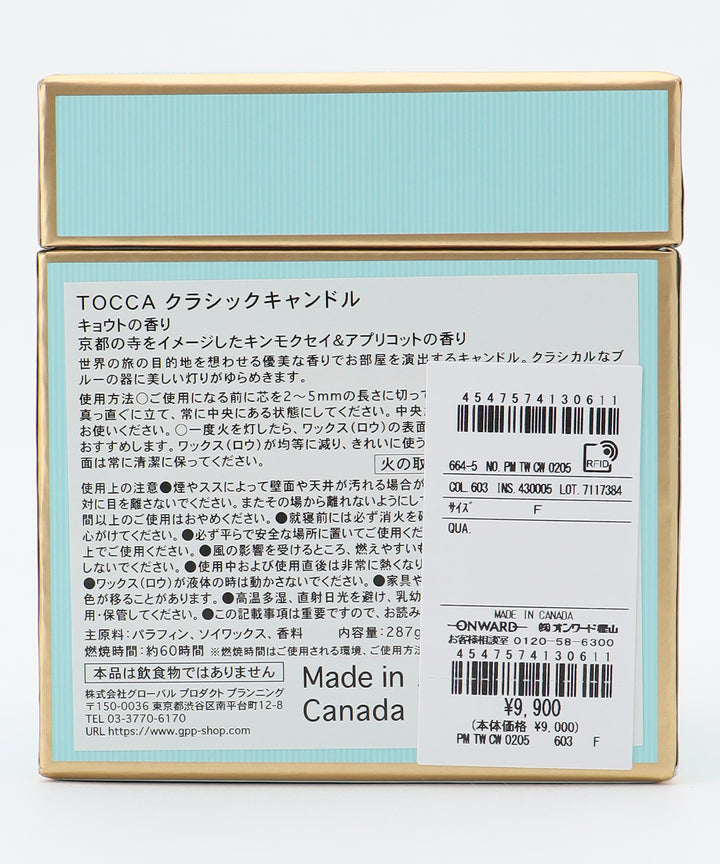 TOCCA クラシックキャンドル
キョウトの香り
京都の寺をイメージしたキンモクセイ&アプリコットの香り
世界の旅の目的地を想わせる優美な香りでお部屋を演出するキャンドル。クラシカルなブ
ルーの器に美しい灯りがゆらめきます。
使用方法○ご使用になる前に芯を2〜5mmの長さに切って
真っ直ぐに立て、常に中央にある状態にしてください。中央
お使いください。○一度火を灯したら、ワックス(ロウ)の表面
おすすめします。ワックス(ロウ)が均等に減り、きれいに使う
面は常に清潔に保ってください。
火の取
使用上の注意●煙やススによって壁面や天井が汚れる場合が
対に目を離さないでください。またその場から離れないようにして
間以上のご使用はおやめください。●就寝前には必ず消火を確
心がけてください。●必ず平らで安全な場所に置いてご使用くだ
上でご使用ください。●風の影響を受けるところ、燃えやすいも
しないでください。●使用中および使用直後は非常に熱くなり
●ワックス(ロウ)が液体の時は動かさないでください。●家具や
色が移ることがあります。●高温多湿、直射日光を避け、乳幼
用・保管してください。●この記載事項は重要ですので、お読み
主原料:パラフィン、ソイワックス、香料 内容量:287g
燃焼時間:約60時間 ※燃焼時間はご使用される環境、ご使用方法
本品は飲食物ではありません
株式会社グローバル プロダクト プランニング
〒150-0036 東京都渋谷区南平台町12-8
TEL 03-3770-6170
URL https://www.gpp-shop.com
Made in
Canada
4547574130611
664-5 NO. PM TW CW 0205
RFID
COL. 603 INS. 430005 LOT. 7117384
サイズ F
QUA.
MADE IN CANADA
ONWARD ㈱オンワード樫山
お客様相談室 0120-58-6300
4547574130611
¥9,900
(本体価格 ¥9,000)
PM TW CW 0205 603 F